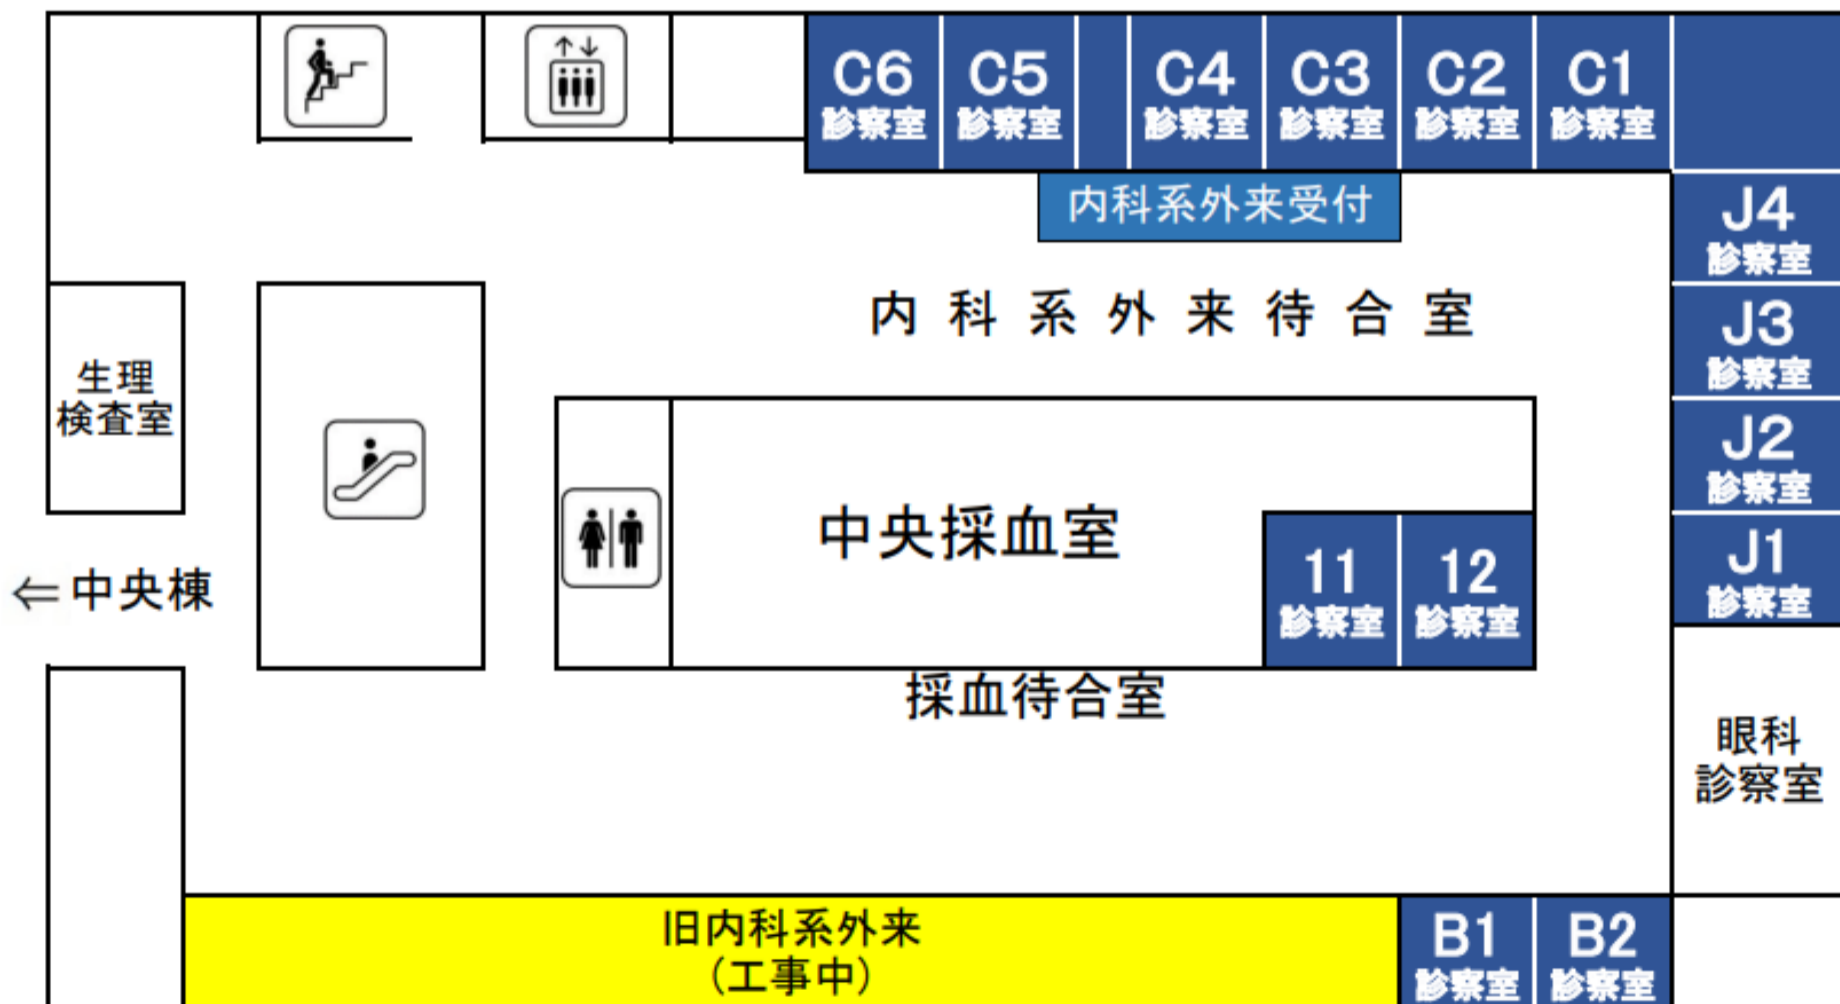 C6
診察室
C5
診察室
C4
診察室
C3
診察室
C2
診察室
C1
診察室
内科系外来受付
J4
診察室
内科系外来待合室
J3
診察室
生理
検査室
J2
診察室
中央採血室
11
診察室
12
診察室
J1
診察室
⇐中央棟
採血待合室
眼科
診察室
旧内科系外来
(工事中)
B1
診察室
B2
診察室